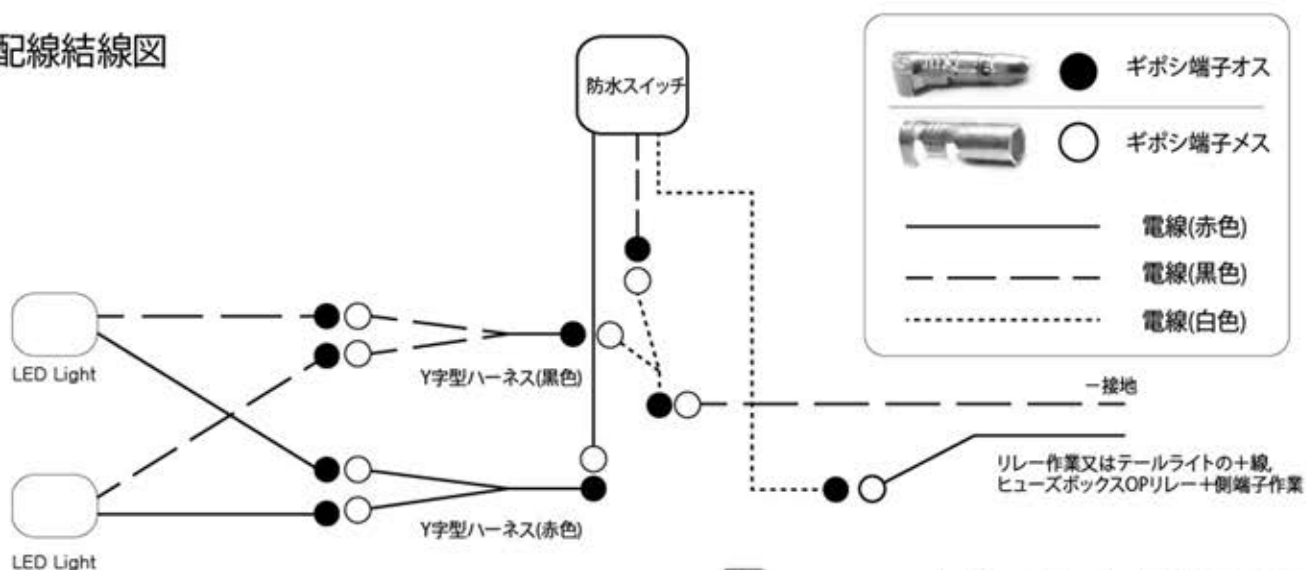 配線結線図
防水スイッチ
ギボシ端子オス
ギボシ端子メス
電線(赤色)
電線(黒色)
電線(白色)
LED Light
Y字型ハーネス(黒色)
−接地
リレー作業又はテールライトの+線,
ヒューズボックスOPリレー+側端子作業
Y字型ハーネス(赤色)
LED Light